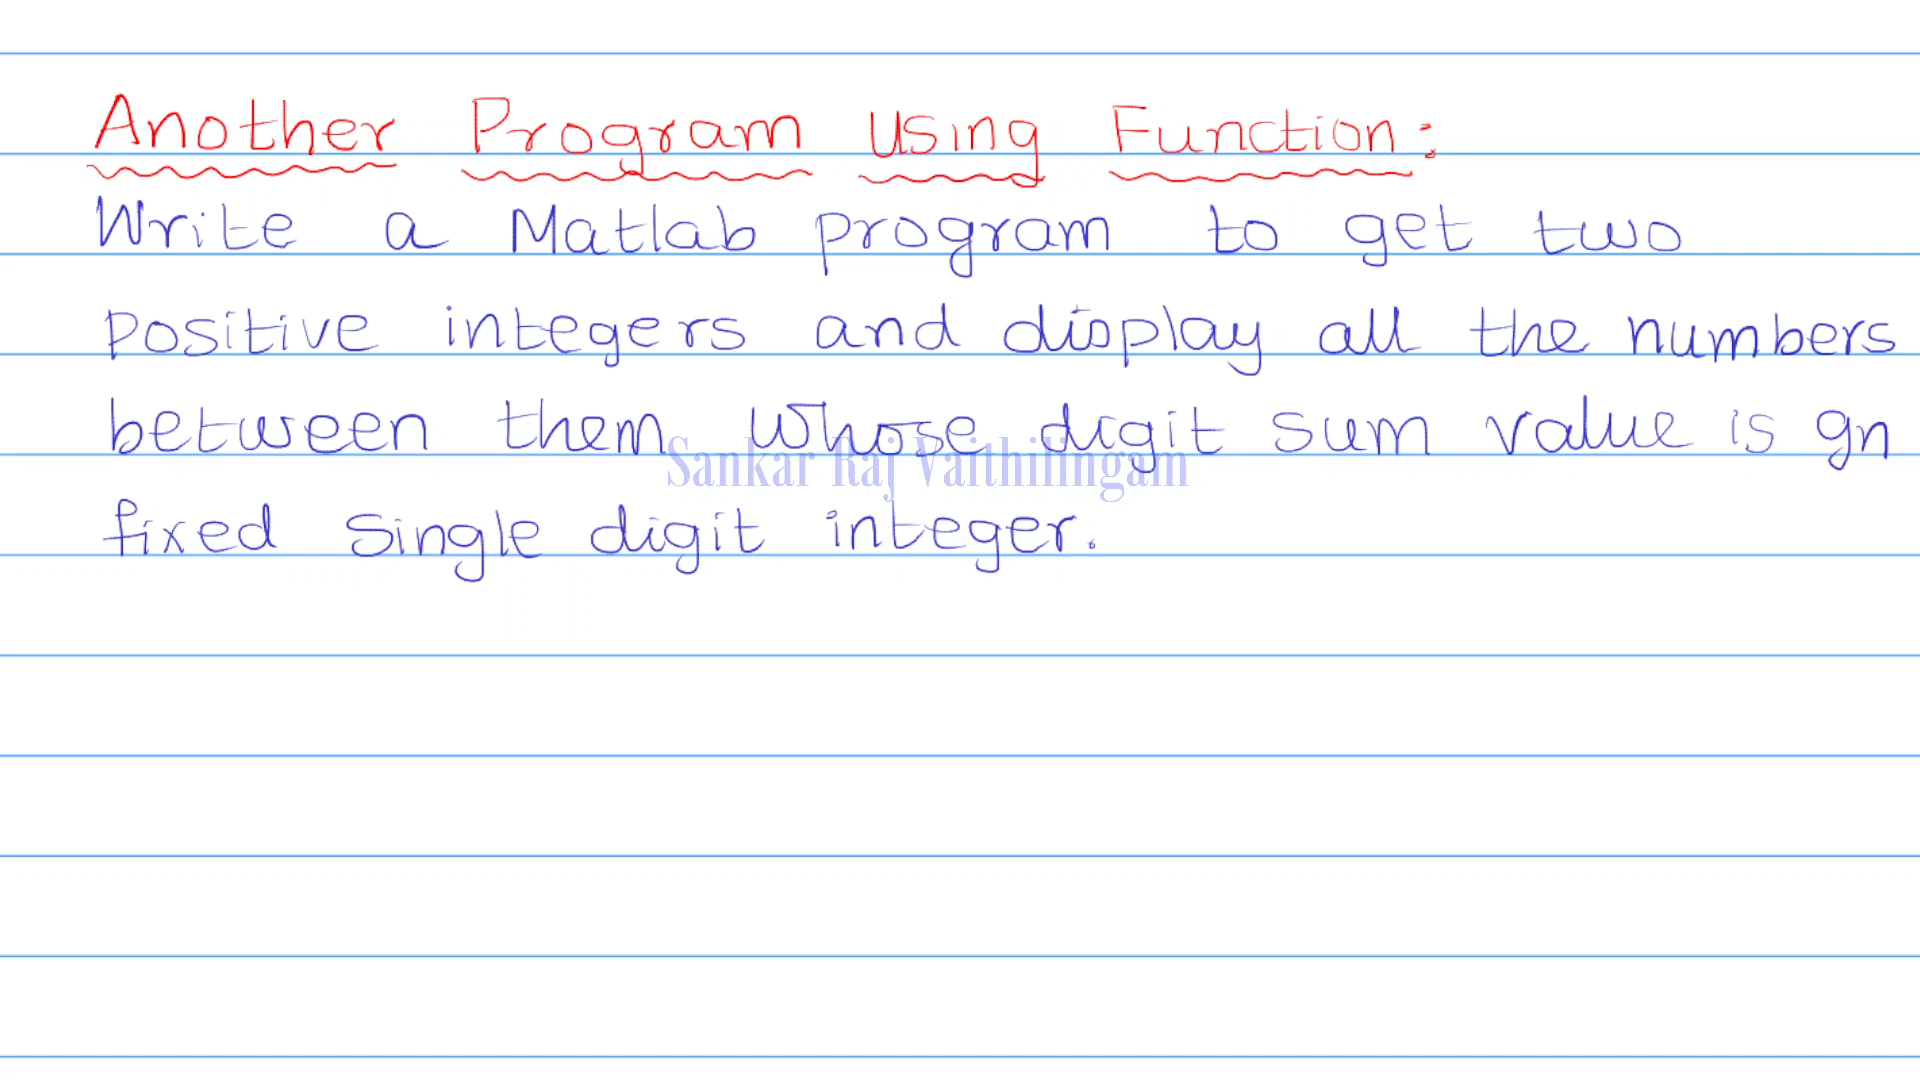 Another Program Using Function:
Write a Matlab program to get two
positive integers and display all the numbers
between them whose digit sum value is gn
Sankar Raj Vaithilingam
fixed single digit integer.